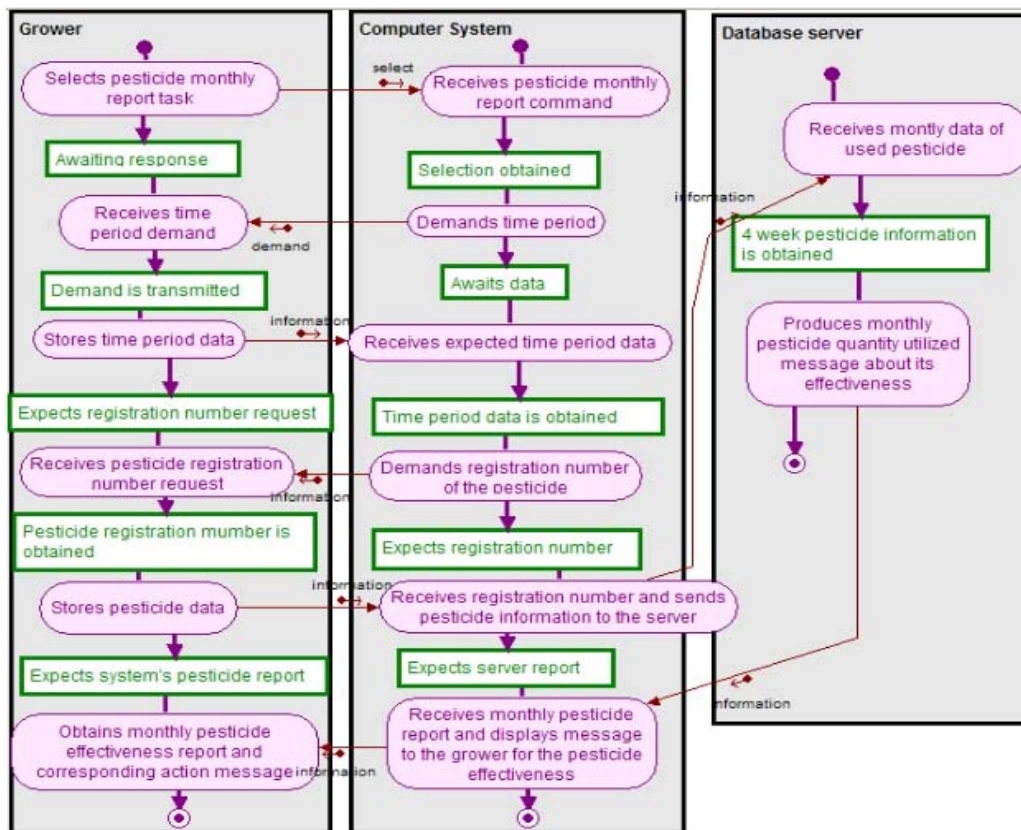 Grower
Selects pesticide monthly
report task
Awaiting response
Receives time
period demand
Demand is transmitted
Stores time period data
Expects registration number request
Receives pesticide registration
number request
Pesticide registration mumber is
obtained
Stores pesticide data
Expects system's pesticide report
Obtains monthly pesticide
effectiveness report and
corresponding action message
select
demand
information
information
information
information
Computer System
Receives pesticide monthly
report command
Selection obtained
Demands time period
Awaits data
Receives expected time period data
Time period data is obtained
Demands registration number
of the pesticide
Expects registration number
Receives registration number and sends
pesticide information to the server
Expects server report
Receives monthly pesticide
report and displays message
to the grower for the pesticide
effectiveness
information
information
Database server
Receives montly data of
used pesticide
4 week pesticide information
is obtained
Produces monthly
pesticide quantity utilized
message about its
effectiveness